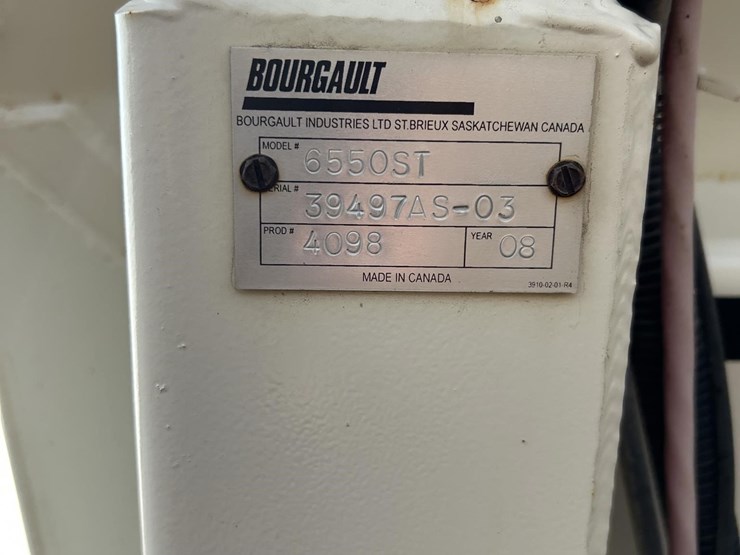 BOURGAULT
BOURGAULT INDUSTRIES LTD ST.BRIEUX SASKATCHEWAN CANADA
MODEL # 6550ST
ERIAL # 39497AS-03
PROD # 4098 YEAR 08
MADE IN CANADA 3910-02-01-R4